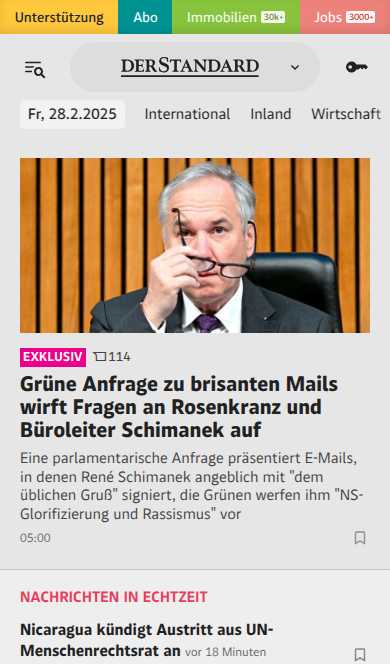 Unterstützung Abo Immobilien 30k+ Jobs 3000+
DERSTANDARD
Fr, 28.2.2025 International Inland Wirtschaft
EXKLUSIV 114
Grüne Anfrage zu brisanten Mails
wirft Fragen an Rosenkranz und
Büroleiter Schimanek auf
Eine parlamentarische Anfrage präsentiert E-Mails,
in denen René Schimanek angeblich mit "dem
üblichen Gruß" signiert, die Grünen werfen ihm "NS-
Glorifizierung und Rassismus" vor
05:00
NACHRICHTEN IN ECHTZEIT
Nicaragua kündigt Austritt aus UN-
Menschenrechtsrat an vor 18 Minuten